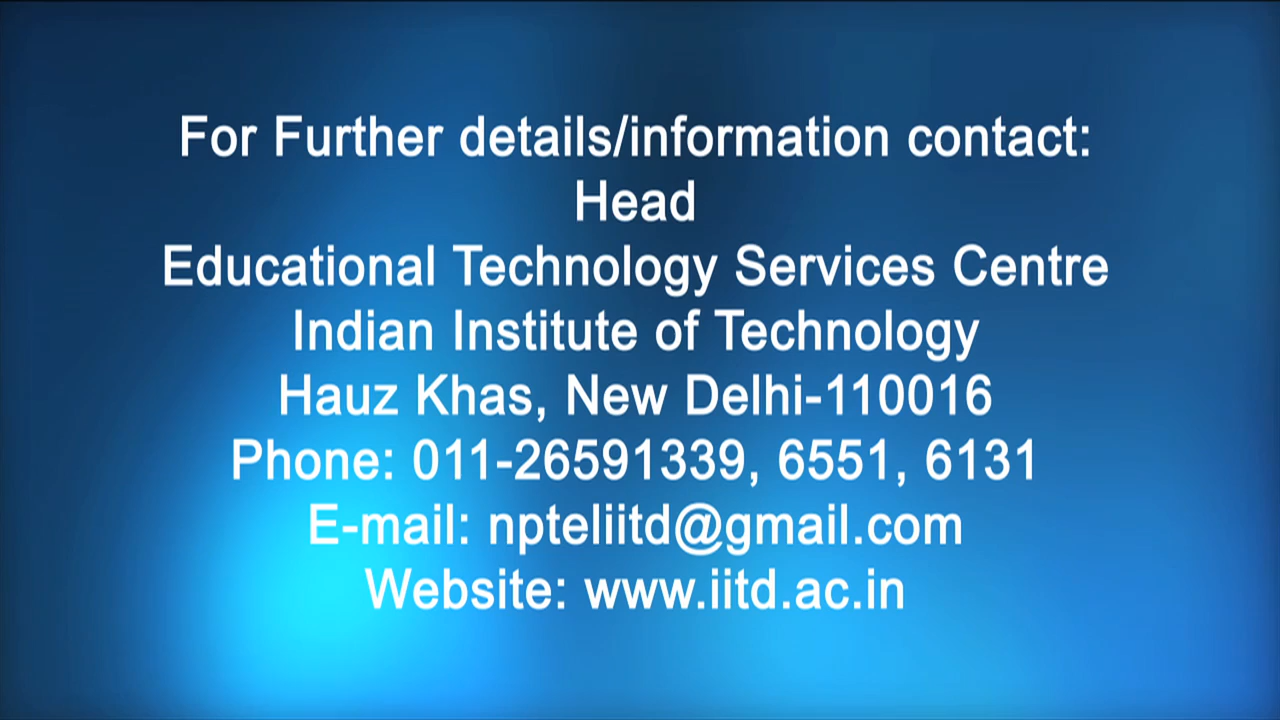 For Further details/information contact:
Head
Educational Technology Services Centre
Indian Institute of Technology
Hauz Khas, New Delhi-110016
Phone: 011-26591339, 6551, 6131
E-mail: npteliitd@gmail.com
Website: www.iitd.ac.in